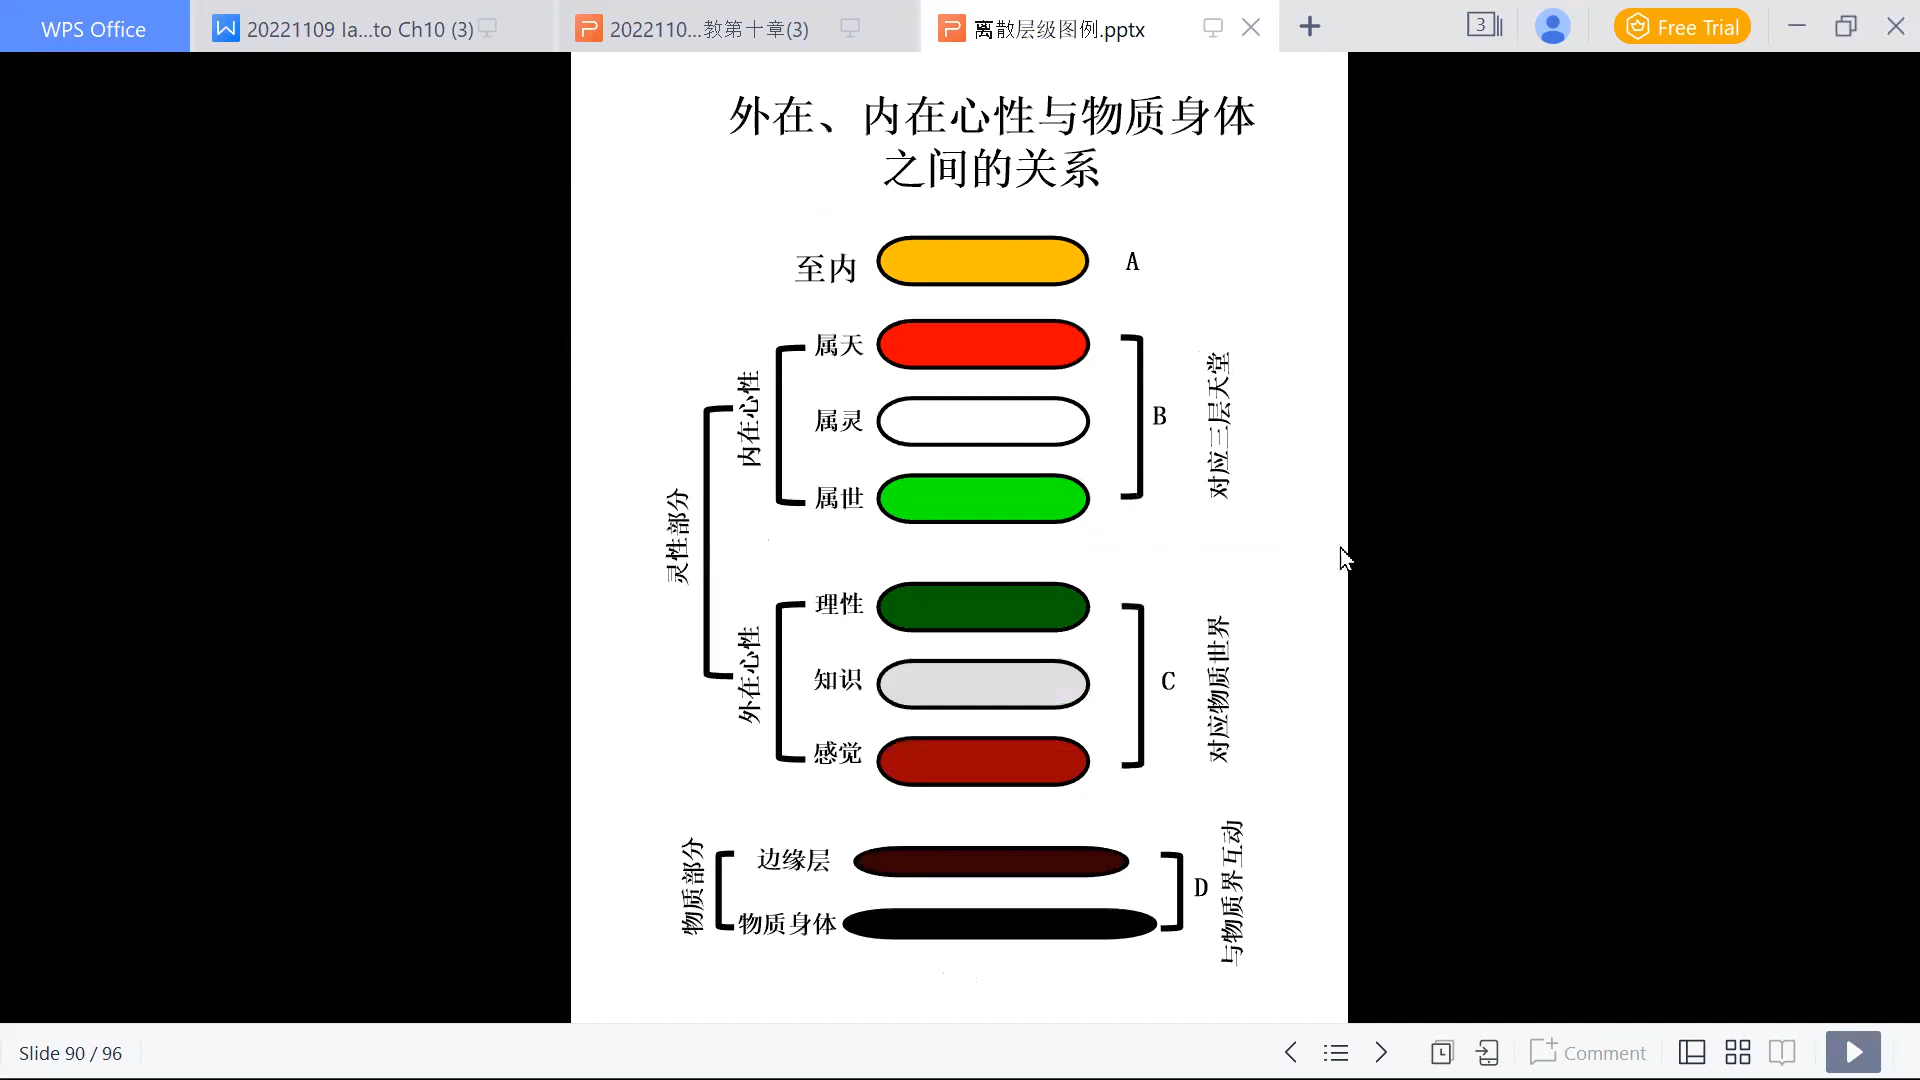 WPS Office
20221109 Ia...to Ch10 (3)
2022110...教第十章(3)
离散层级图例.pptx
3
Free Trial
外在、内在心性与物质身体
之间的关系
至内
A
属天
属灵
属世
内在心性
B
对应三层天堂
灵性部分
理性
知识
感觉
外在心性
C
对应物质世界
边缘层
物质身体
物质部分
D
与物质界互动
Slide 90 / 96
Comment